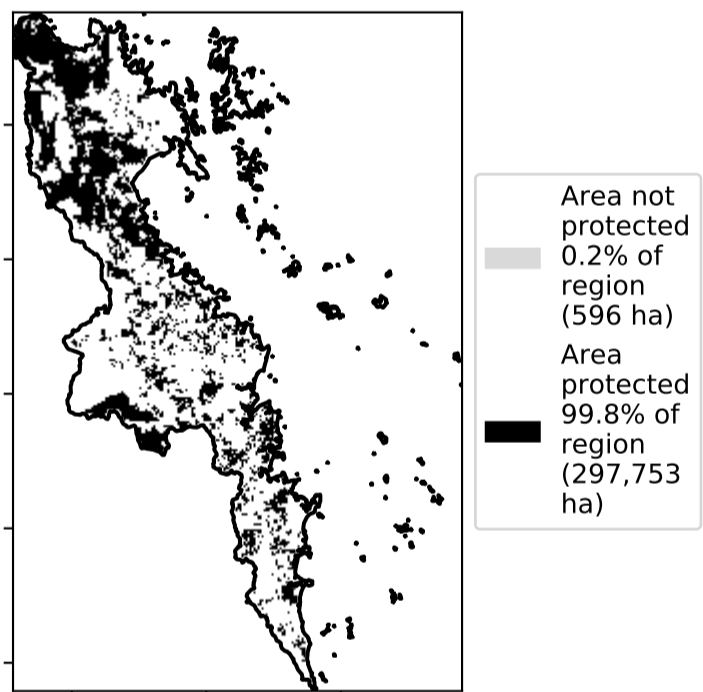 Area not
protected
0.2% of
region
(596 ha)
Area
protected
99.8% of
region
(297,753
ha)